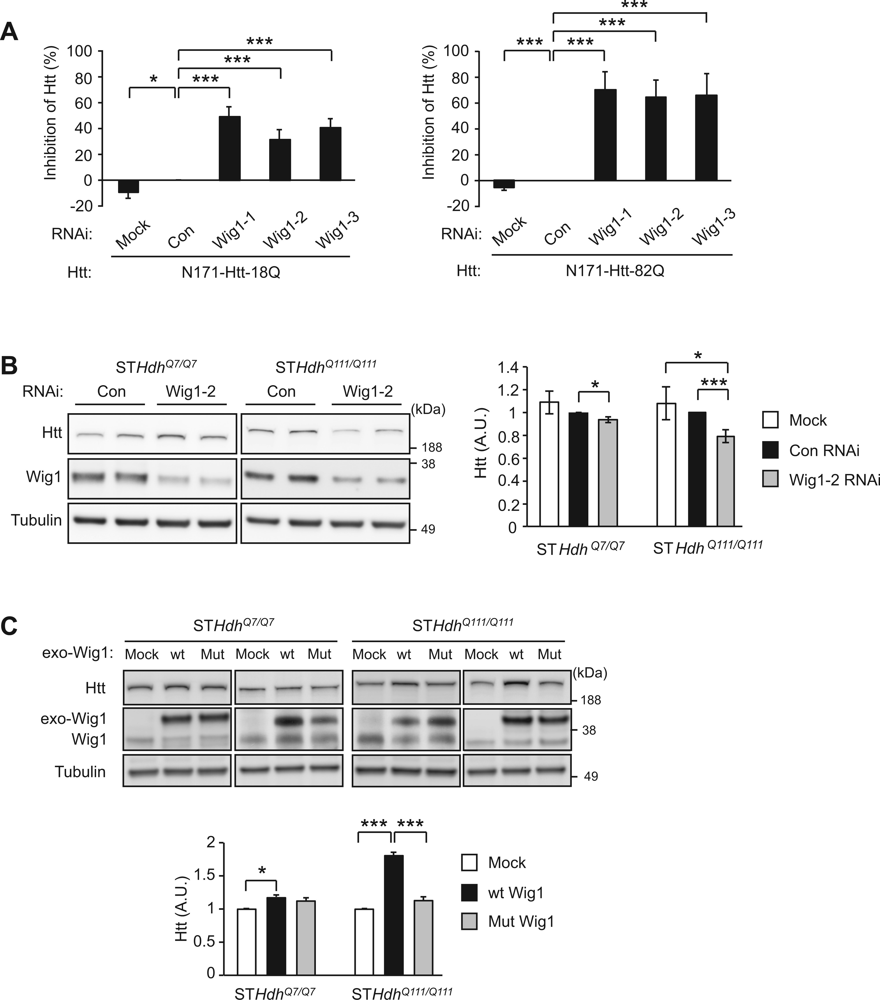 A
Inhibition of Htt (%)
100
80
60
40
20
0
-20
* *** *** ***
RNAi: Mock Con Wig1-1 Wig1-2 Wig1-3
Htt: N171-Htt-18Q
Inhibition of Htt (%)
100
80
60
40
20
0
-20
*** *** *** ***
RNAi: Mock Con Wig1-1 Wig1-2 Wig1-3
Htt: N171-Htt-82Q
B
STHdhQ7/Q7 STHdhQ111/Q111
RNAi: Con Wig1-2 Con Wig1-2
(kDa)
Htt
188
38
Wig1
Tubulin
49
Htt (A.U.)
1.4
1.2
1
0.8
0.6
0.4
0.2
0
* * ***
STHdh Q7/Q7 STHdh Q111/Q111
Mock
Con RNAi
Wig1-2 RNAi
C
STHdhQ7/Q7 STHdhQ111/Q111
exo-Wig1: Mock wt Mut Mock wt Mut Mock wt Mut Mock wt Mut
(kDa)
Htt
188
exo-Wig1
38
Wig1
Tubulin
49
Htt (A.U.)
2
1.5
1
0.5
0
* *** ***
STHdhQ7/Q7 STHdhQ111/Q111
Mock
wt Wig1
Mut Wig1